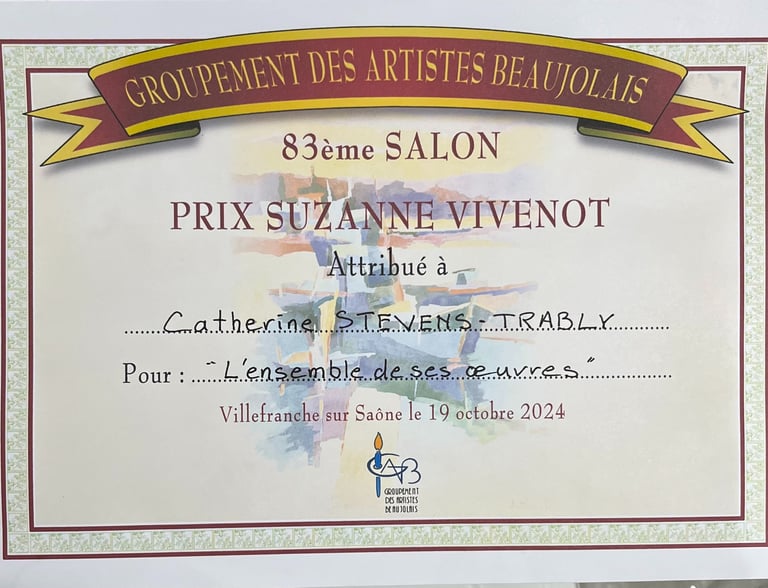 GROUPEMENT DES ARTISTES BEAUJOLAIS
83ème SALON
PRIX SUZANNE VIVENOT
Attribué à
Catherine STEVENS-TRABLY
Pour : "L'ensemble de ses œuvres"
Villefranche sur Saône le 19 octobre 2024
GAB
GROUPEMENT
DES ARTISTES
BEAUJOLAIS